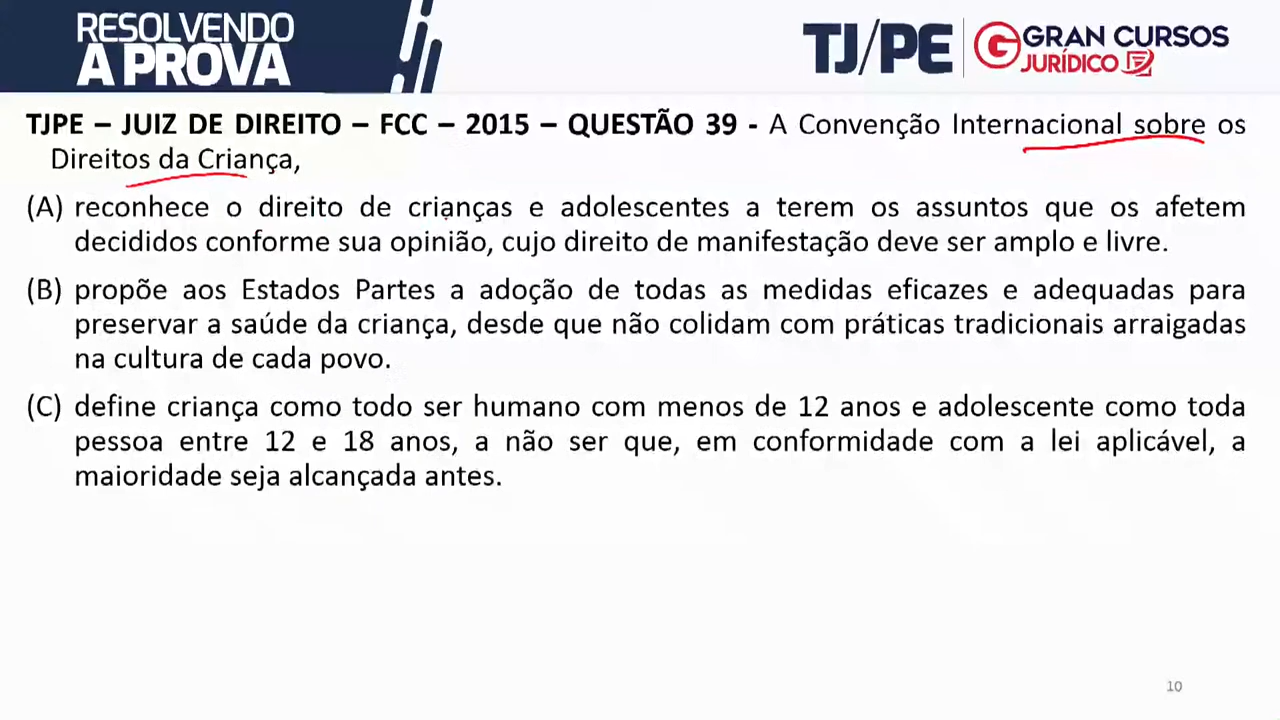 RESOLVENDO
A PROVA
TJ/PE
GRAN CURSOS
JURÍDICO
TJPE – JUIZ DE DIREITO – FCC – 2015 – QUESTÃO 39 - A Convenção Internacional sobre os
Direitos da Criança,
(A) reconhece o direito de crianças e adolescentes a terem os assuntos que os afetem
decididos conforme sua opinião, cujo direito de manifestação deve ser amplo e livre.
(B) propõe aos Estados Partes a adoção de todas as medidas eficazes e adequadas para
preservar a saúde da criança, desde que não colidam com práticas tradicionais arraigadas
na cultura de cada povo.
(C) define criança como todo ser humano com menos de 12 anos e adolescente como toda
pessoa entre 12 e 18 anos, a não ser que, em conformidade com a lei aplicável, a
maioridade seja alcançada antes.
10